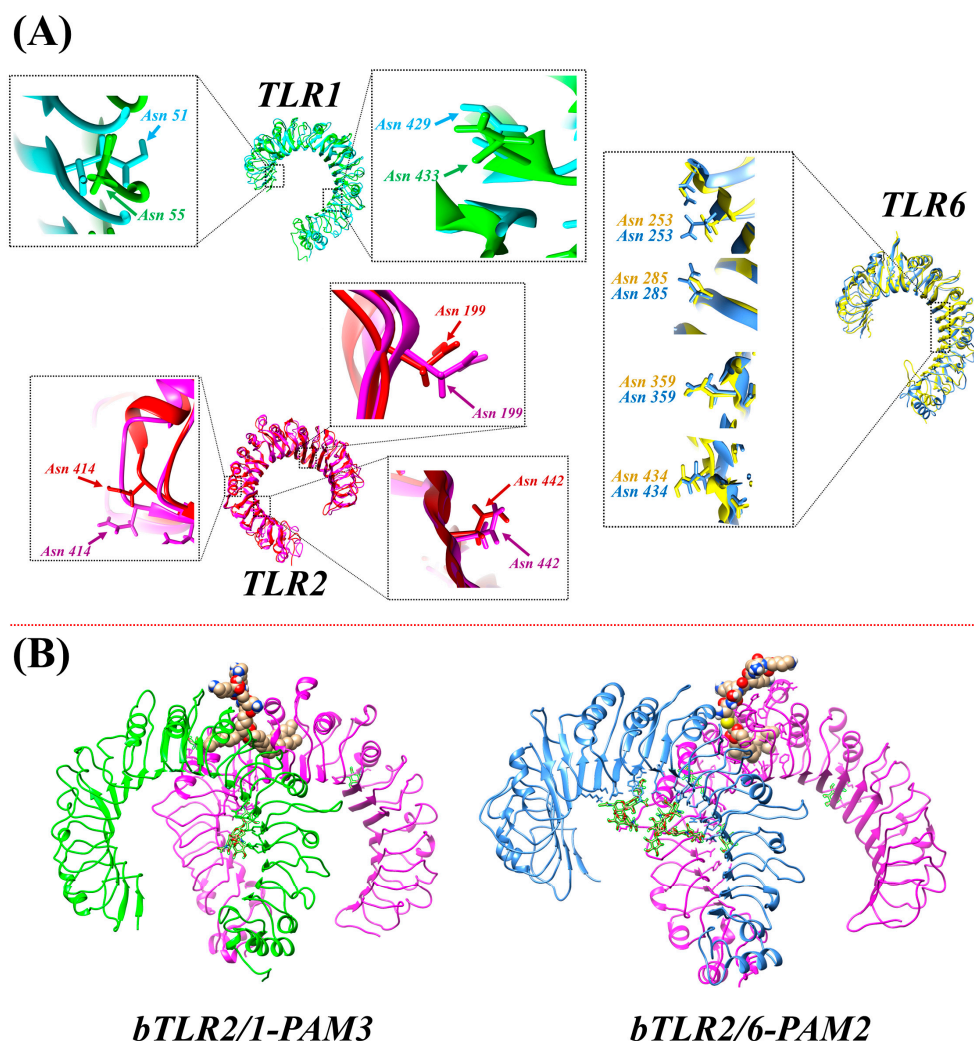 (A)
TLR1
Asn 51
Asn 55
Asn 429
Asn 433
TLR6
Asn 253
Asn 253
Asn 285
Asn 285
Asn 359
Asn 359
Asn 434
Asn 434
Asn 199
Asn 199
Asn 414
Asn 414
Asn 442
Asn 442
TLR2
(B)
bTLR2/1-PAM3
bTLR2/6-PAM2